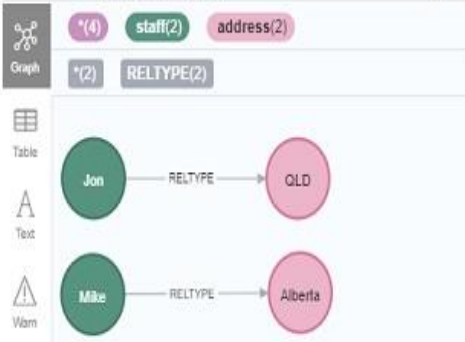 *(4) staff(2) address(2)
Graph
*(2) RELTYPE(2)
Table
Jon RELTYPE QLD
Text
Mike RELTYPE Alberta
Warn